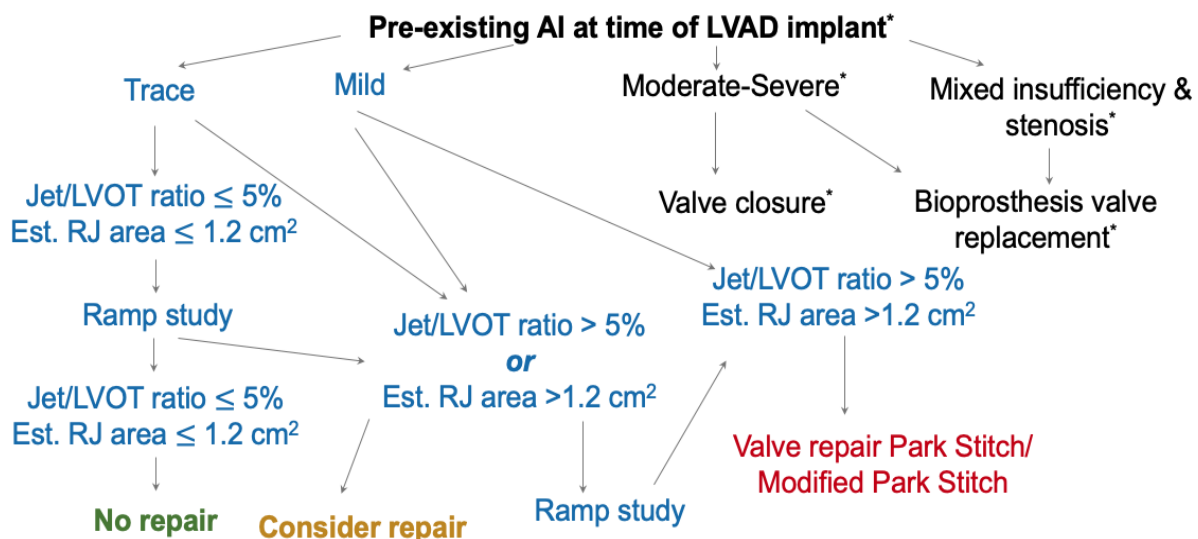 Pre-existing AI at time of LVAD implant*
Trace
Mild
Moderate-Severe*
Mixed insufficiency &
stenosis*
Jet/LVOT ratio ≤ 5%
Est. RJ area ≤ 1.2 cm²
Valve closure*
Bioprosthesis valve
replacement*
Ramp study
Jet/LVOT ratio > 5%
or
Est. RJ area >1.2 cm²
Jet/LVOT ratio > 5%
Est. RJ area >1.2 cm²
Jet/LVOT ratio ≤ 5%
Est. RJ area ≤ 1.2 cm²
Valve repair Park Stitch/
Modified Park Stitch
No repair
Consider repair
Ramp study